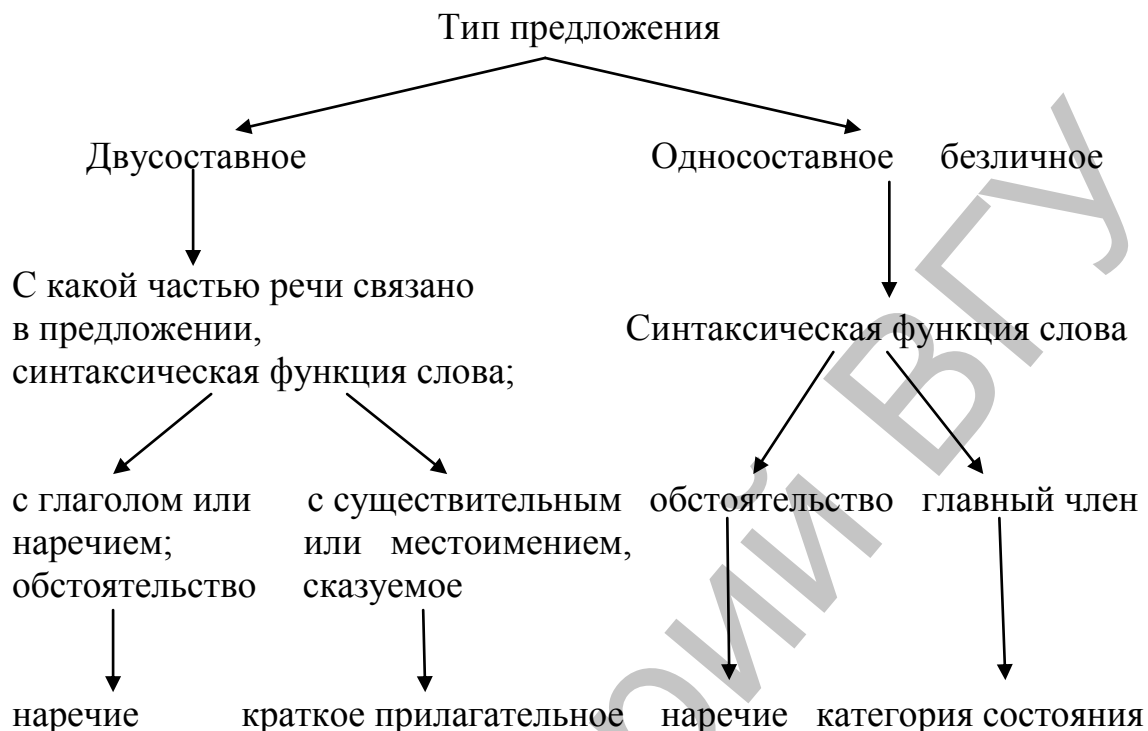 Тип предложения
Двусоставное Односоставное безличное
С какой частью речи связано
в предложении,
синтаксическая функция слова;
Синтаксическая функция слова
с глаголом или
наречием;
обстоятельство
с существительным
или местоимением,
сказуемое
обстоятельство главный член
наречие краткое прилагательное наречие категория состояния
ВГУ